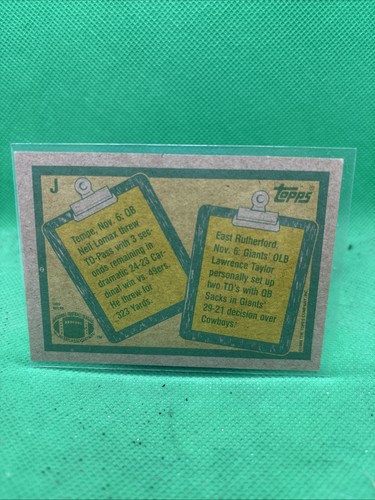 J
topps
Tempe, Nov. 6; QB
Neil Lomax threw
TD-Pass with 3 sec-
onds remaining in
dramatic 24-23 Car-
dinal win vs. 49ers.
He threw for
323 Yards.
East Rutherford,
Nov. 6; Giants' OLB
Lawrence Taylor
personally set up
two TD's with QB
Sacks in Giants'
29-21 decision over
Cowboys.